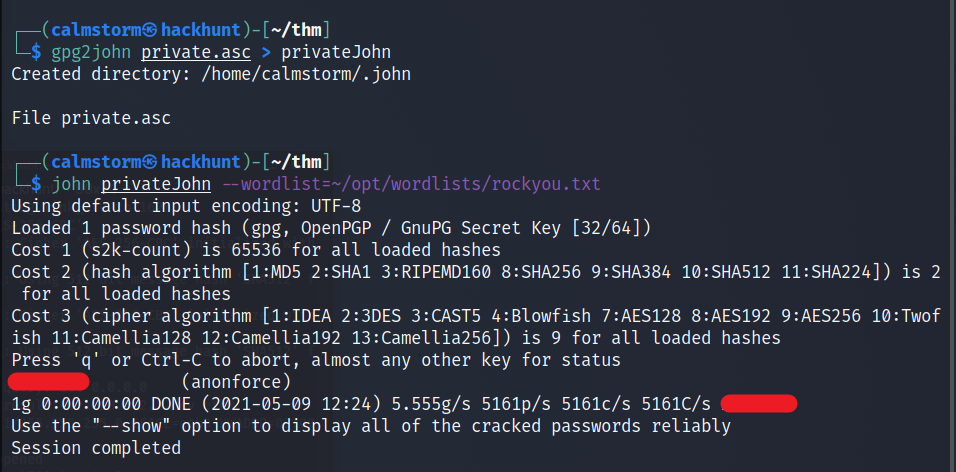 ┌──(calmstorm㉿hackhunt)-[~/thm]
└─$ gpg2john private.asc > privateJohn
Created directory: /home/calmstorm/.john
File private.asc
┌──(calmstorm㉿hackhunt)-[~/thm]
└─$ john privateJohn --wordlist=~/opt/wordlists/rockyou.txt
Using default input encoding: UTF-8
Loaded 1 password hash (gpg, OpenPGP / GnuPG Secret Key [32/64])
Cost 1 (s2k-count) is 65536 for all loaded hashes
Cost 2 (hash algorithm [1:MD5 2:SHA1 3:RIPEMD160 8:SHA256 9:SHA384 10:SHA512 11:SHA224]) is 2
 for all loaded hashes
Cost 3 (cipher algorithm [1:IDEA 2:3DES 3:CAST5 4:Blowfish 7:AES128 8:AES192 9:AES256 10:Twof
ish 11:Camellia128 12:Camellia192 13:Camellia256]) is 9 for all loaded hashes
Press 'q' or Ctrl-C to abort, almost any other key for status
(anonforce)
1g 0:00:00:00 DONE (2021-05-09 12:24) 5.555g/s 5161p/s 5161c/s 5161C/s
Use the "--show" option to display all of the cracked passwords reliably
Session completed